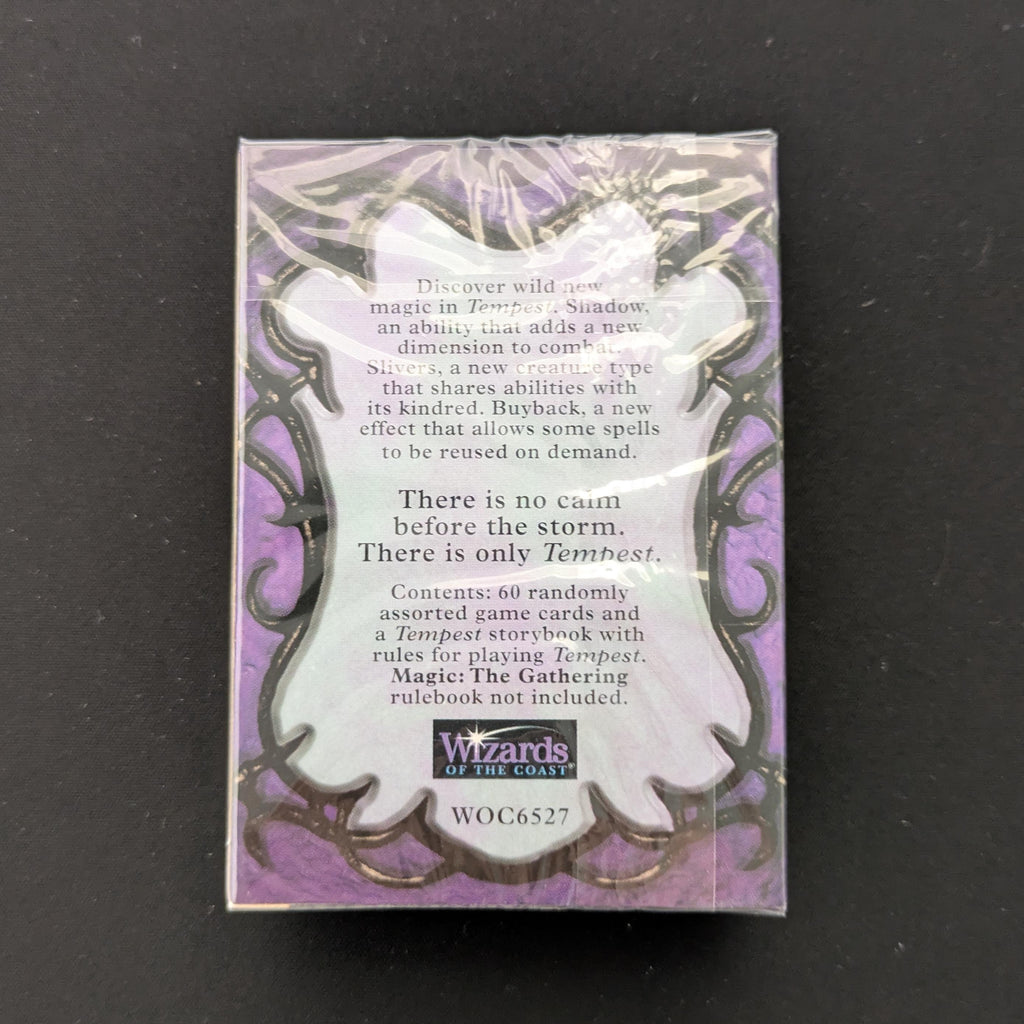 Discover wild new
magic in Tempest. Shadow,
an ability that adds a new
dimension to combat.
Slivers, a new creature type
that shares abilities with
its kindred. Buyback, a new
effect that allows some spells
to be reused on demand.
There is no calm
before the storm.
There is only Tempest.
Contents: 60 randomly
assorted game cards and
a Tempest storybook with
rules for playing Tempest.
Magic: The Gathering
rulebook not included.
Wizards
OF THE COAST®
WOC6527